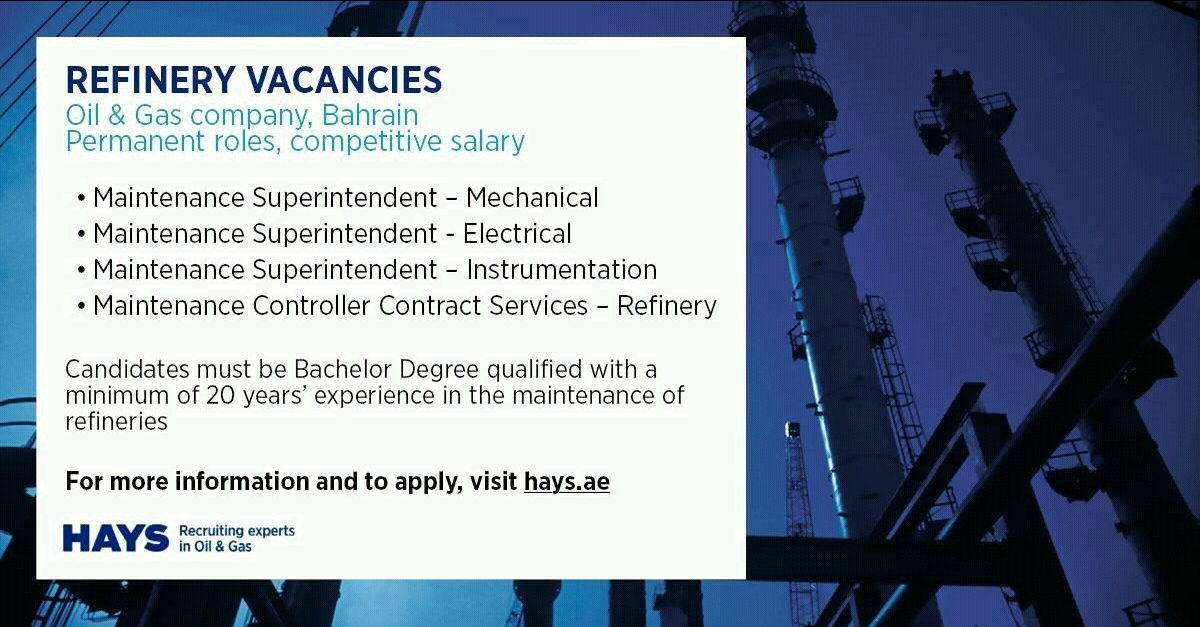 REFINERY VACANCIES
Oil & Gas company, Bahrain
Permanent roles, competitive salary
• Maintenance Superintendent – Mechanical
• Maintenance Superintendent - Electrical
• Maintenance Superintendent – Instrumentation
• Maintenance Controller Contract Services – Refinery
Candidates must be Bachelor Degree qualified with a
minimum of 20 years’ experience in the maintenance of
refineries
For more information and to apply, visit hays.ae
HAYS Recruiting experts
in Oil & Gas